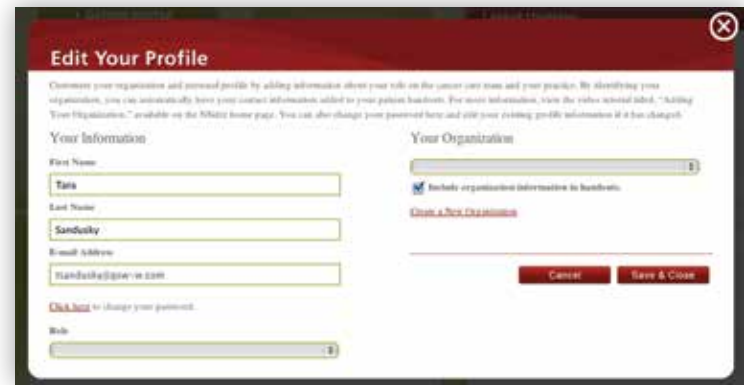 Edit Your Profile
Customize your organization and personal profile by adding information about your role on the cancer care team and your practice. By identifying your
organization, you can automatically have your contact information added to your patient handouts. For more information, view the video tutorial titled, "Adding
Your Organization," available on the home page. You can also change your password here and edit your existing profile information if it has changed.
Your Information
First Name
Tara
Last Name
Sandusky
E-mail Address
Click here to change your password.
Role
Your Organization
Include organization information in handouts.
Create a New Organization
Cancel
Save & Close